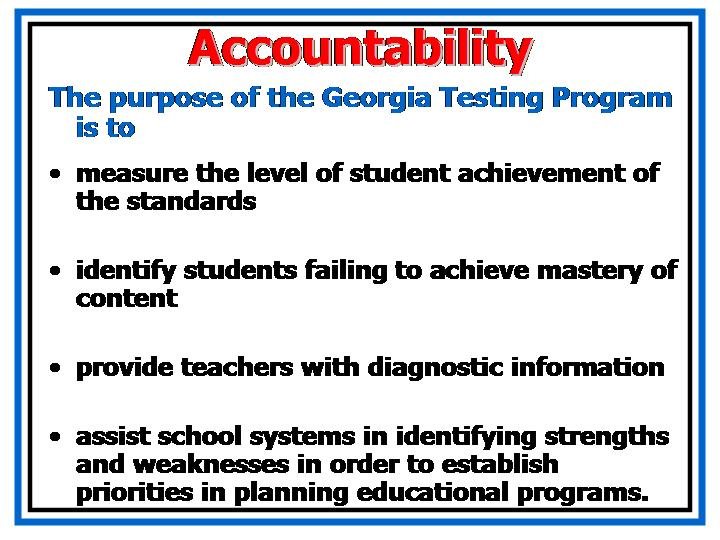 Accountability
The purpose of the Georgia Testing Program
is to
• measure the level of student achievement of
the standards
• identify students failing to achieve mastery of
content
• provide teachers with diagnostic information
• assist school systems in identifying strengths
and weaknesses in order to establish
priorities in planning educational programs.